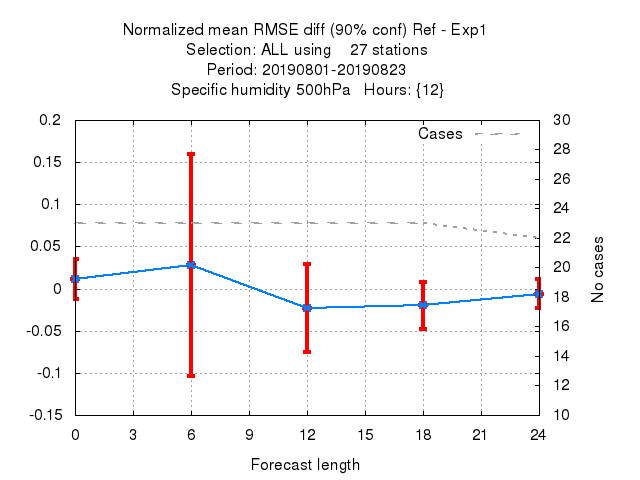 Normalized mean RMSE diff (90% conf) Ref - Exp1
Selection: ALL using 27 stations
Period: 20190801-20190823
Specific humidity 500hPa Hours: {12}
Cases
0.2
0.15
0.1
0.05
0
-0.05
-0.1
-0.15
30
28
26
24
22
20
18
16
14
12
10
No cases
0 3 6 9 12 15 18 21 24
Forecast length